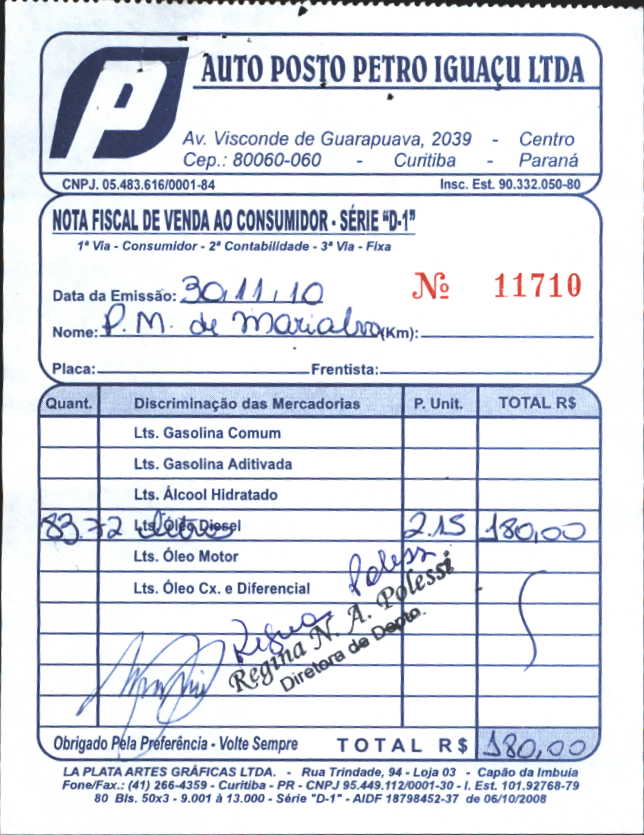 P
AUTO POSTO PETRO IGUAÇU LTDA
Av. Visconde de Guarapuava, 2039 - Centro
Cep.: 80060-060 - Curitiba - Paraná
CNPJ. 05.483.616/0001-84 Insc. Est. 90.332.050-80
NOTA FISCAL DE VENDA AO CONSUMIDOR - SÉRIE "D-1"
1ª Via - Consumidor - 2ª Contabilidade - 3ª Via - Fixa
Data da Emissão: 30,11,10 Nº 11710
Nome: P.M. de Marialva (Km):
Placa: Frentista:
Quant. Discriminação das Mercadorias P. Unit. TOTAL R$
Lts. Gasolina Comum
Lts. Gasolina Aditivada
Lts. Álcool Hidratado
83.72 litros Lts. Óleo Diesel 2.15 180,00
Lts. Óleo Motor
Lts. Óleo Cx. e Diferencial
Regina Polessi
Regina N. A. Polessi
Diretora de Depto.
Obrigado Pela Preferência - Volte Sempre TOTAL R$ 180,00
LA PLATA ARTES GRÁFICAS LTDA. - Rua Trindade, 94 - Loja 03 - Capão da Imbuia
Fone/Fax.: (41) 266-4359 - Curitiba - PR - CNPJ 95.449.112/0001-30 - I. Est. 101.92768-79
80 Bls. 50x3 - 9.001 à 13.000 - Série "D-1" - AIDF 18798452-37 de 06/10/2008